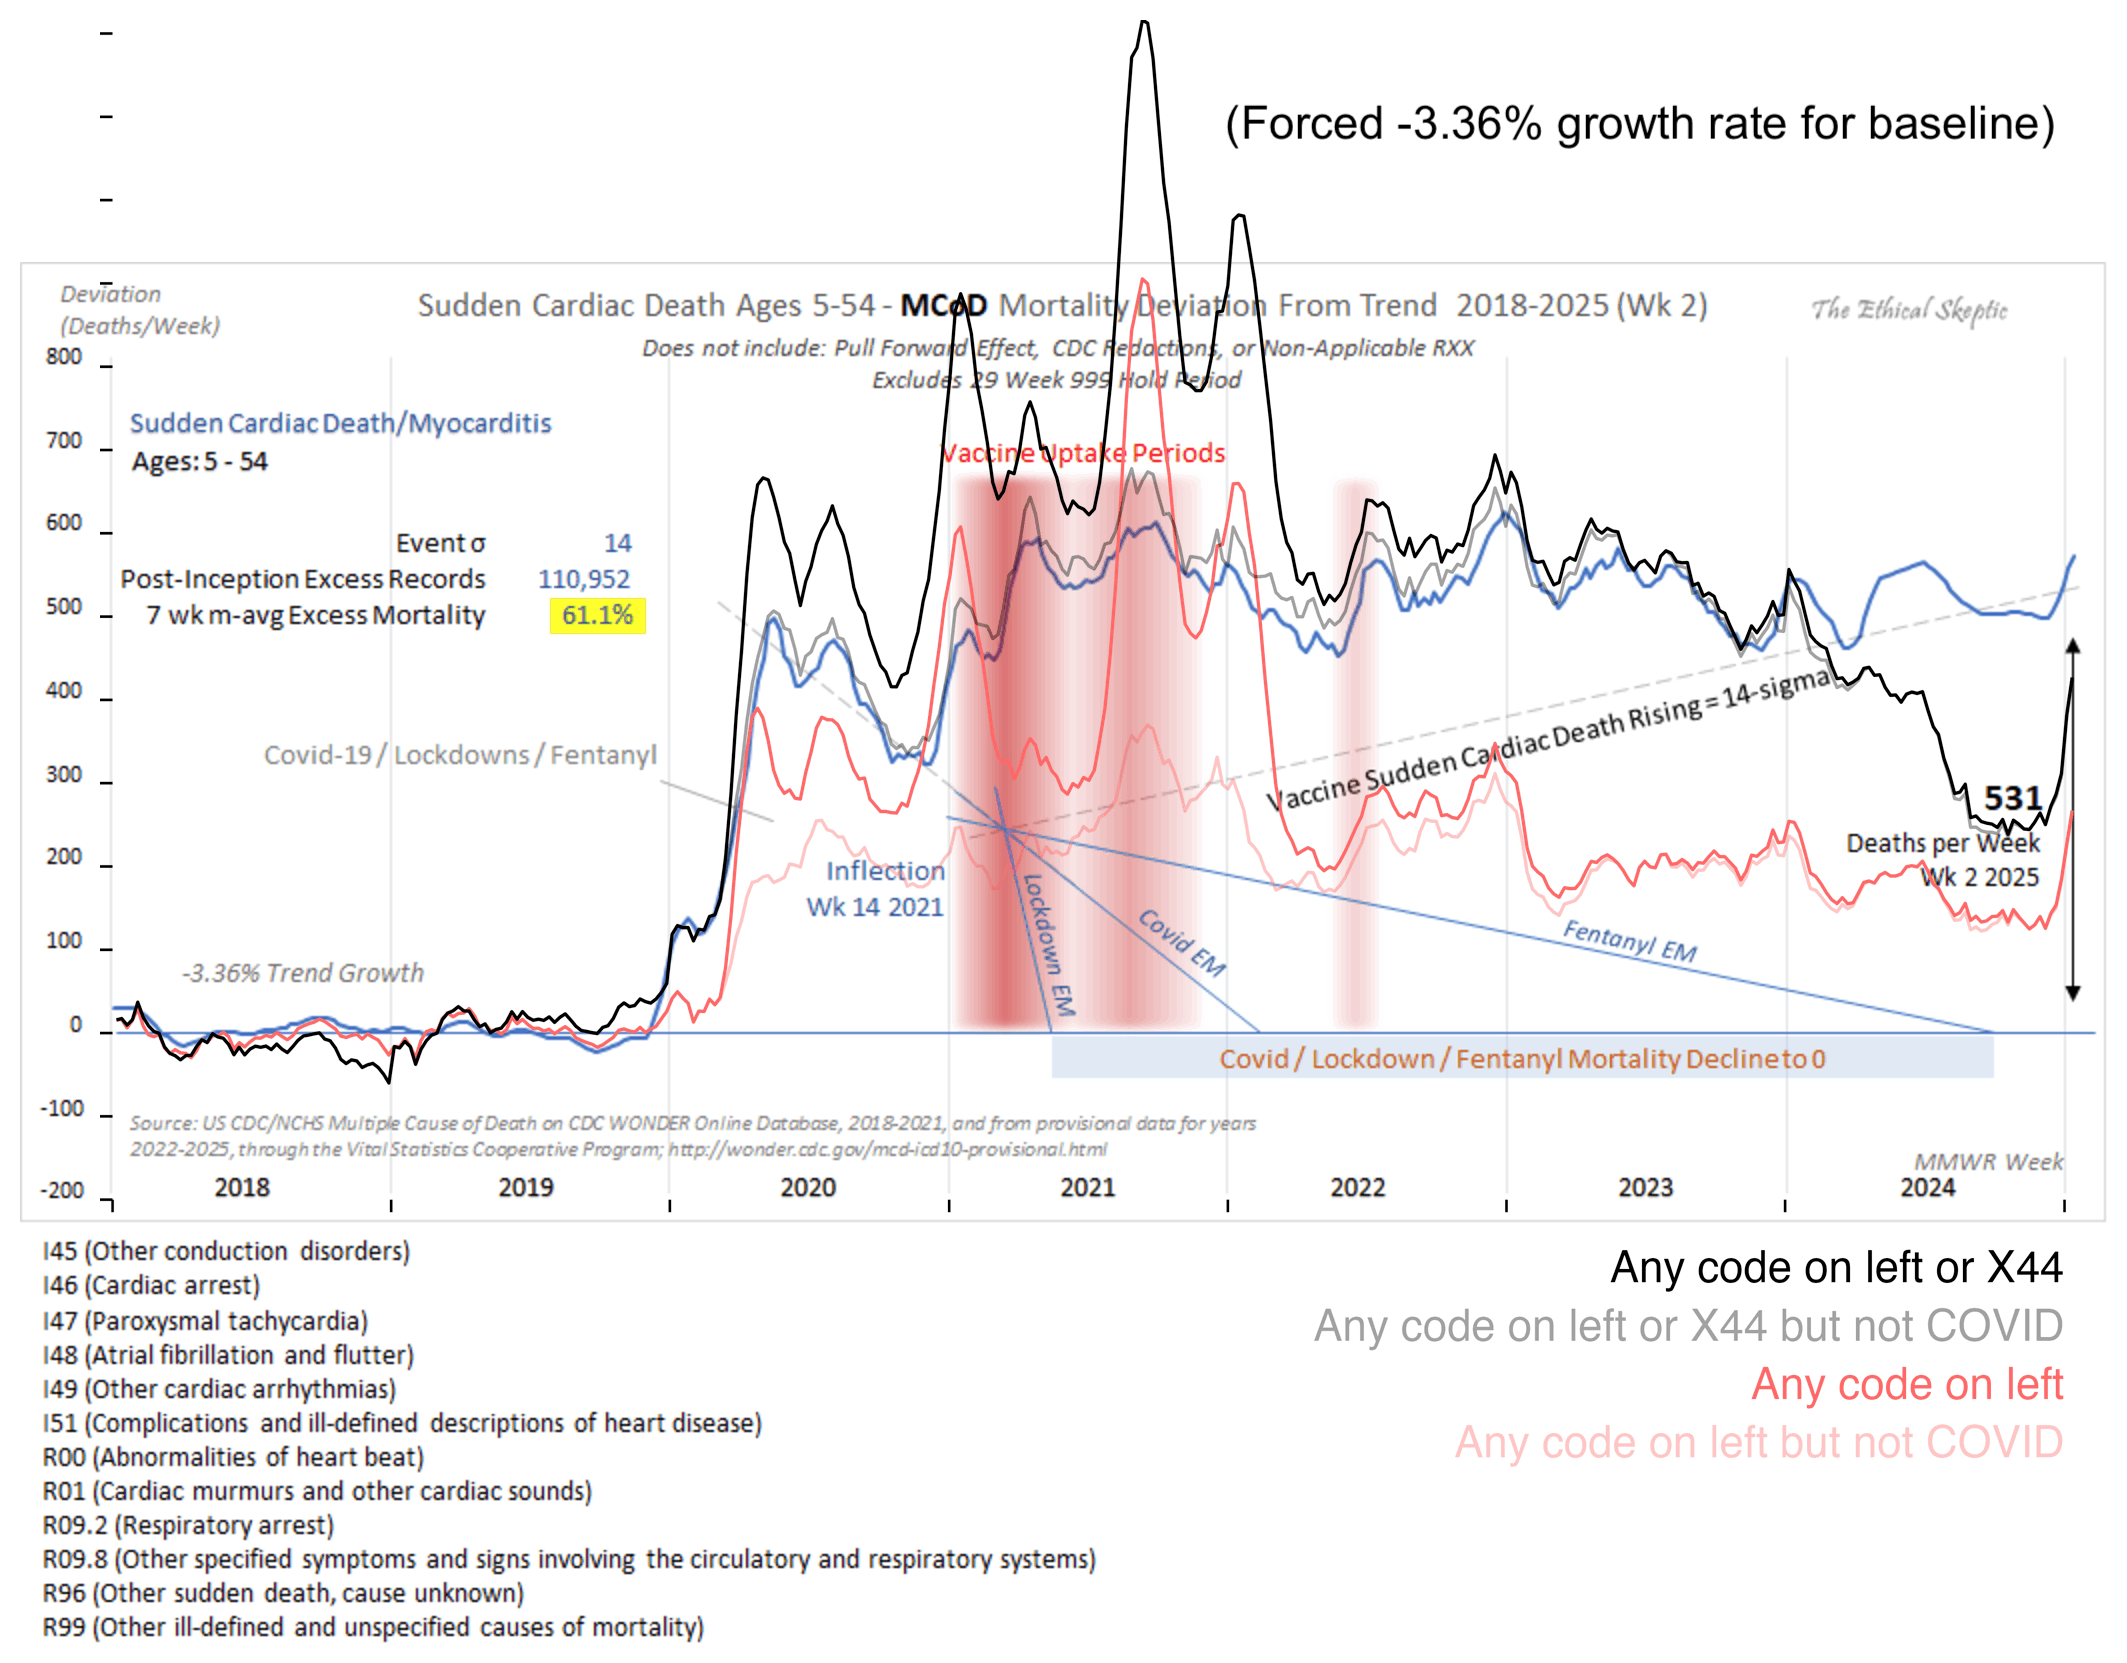 (Forced -3.36% growth rate for baseline)
Deviation
(Deaths/Week)
Sudden Cardiac Death Ages 5-54 - MCoD Mortality Deviation From Trend 2018-2025 (Wk 2)
The Ethical Skeptic
Does not include: Pull Forward Effect, CDC Redactions, or Non-Applicable RXX
Excludes 29 Week 999 Hold Period
800
700
600
500
400
300
200
100
0
-100
-200
Sudden Cardiac Death/Myocarditis
Ages: 5 - 54
Event σ 14
Post-Inception Excess Records 110,952
7 wk m-avg Excess Mortality 61.1%
Vaccine Uptake Periods
Covid-19 / Lockdowns / Fentanyl
Inflection
Wk 14 2021
Lockdown EM
Covid EM
Fentanyl EM
Vaccine Sudden Cardiac Death Rising = 14-sigma
531
Deaths per Week
Wk 2 2025
-3.36% Trend Growth
Covid / Lockdown / Fentanyl Mortality Decline to 0
Source: US CDC/NCHS Multiple Cause of Death on CDC WONDER Online Database, 2018-2021, and from provisional data for years
2022-2025, through the Vital Statistics Cooperative Program; http://wonder.cdc.gov/mcd-icd10-provisional.html
MMWR Week
2018 2019 2020 2021 2022 2023 2024
I45 (Other conduction disorders)
I46 (Cardiac arrest)
I47 (Paroxysmal tachycardia)
I48 (Atrial fibrillation and flutter)
I49 (Other cardiac arrhythmias)
I51 (Complications and ill-defined descriptions of heart disease)
R00 (Abnormalities of heart beat)
R01 (Cardiac murmurs and other cardiac sounds)
R09.2 (Respiratory arrest)
R09.8 (Other specified symptoms and signs involving the circulatory and respiratory systems)
R96 (Other sudden death, cause unknown)
R99 (Other ill-defined and unspecified causes of mortality)
Any code on left or X44
Any code on left or X44 but not COVID
Any code on left
Any code on left but not COVID